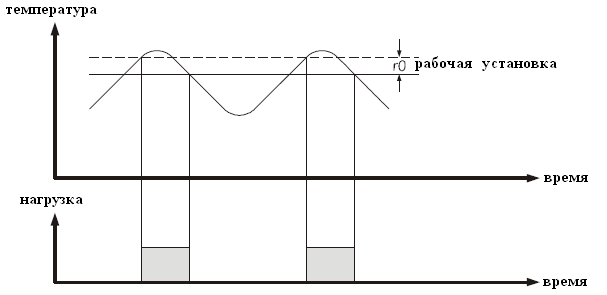 температура
r0 рабочая установка
время
нагрузка
время